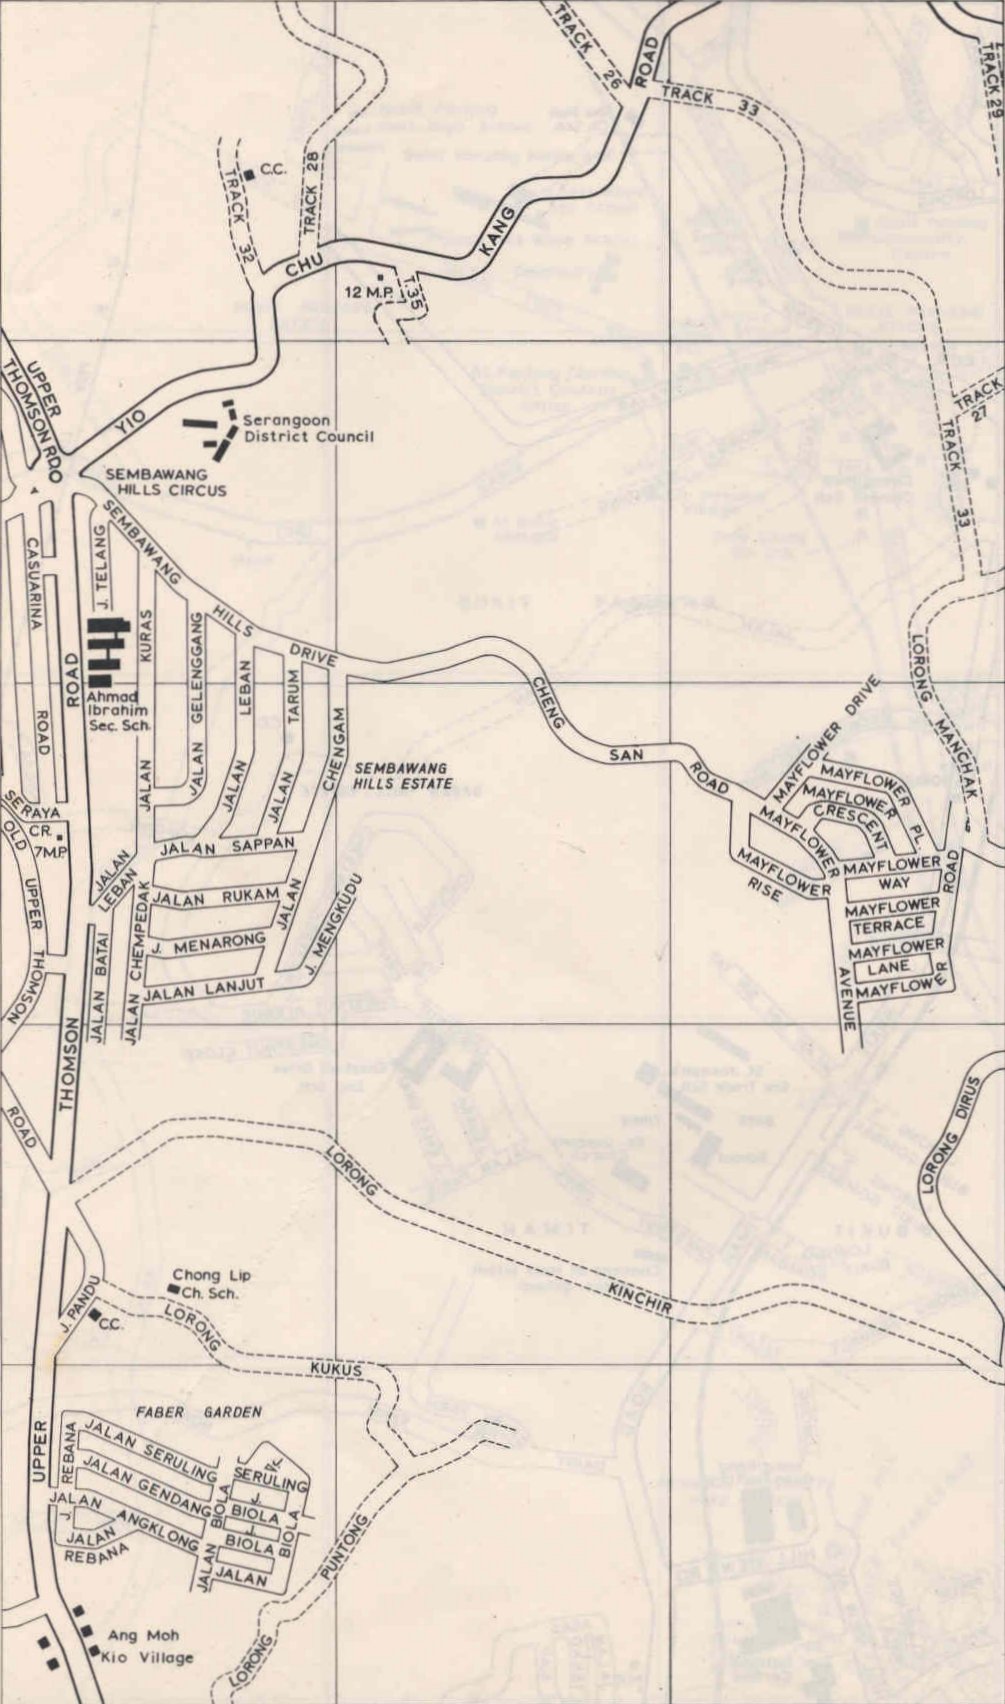 TRACK 26
ROAD
TRACK 33
TRACK 29
C.C.
TRACK 28
TRACK 32
CHU
KANG
12 M.P.
T.35
UPPER
THOMSON RD
YIO
Serangoon
District Council
TRACK
27
TRACK 33
SEMBAWANG
HILLS CIRCUS
SEMBAWANG HILLS DRIVE
CASUARINA ROAD
J. TELANG
ROAD
JALAN KURAS
JALAN GELENGGANG
JALAN LEBAN
JALAN TARUM
JALAN CHENGAM
Ahmad
Ibrahim
Sec. Sch.
CHENG SAN ROAD
LORONG MANCHAK
SEMBAWANG
HILLS ESTATE
MAYFLOWER DRIVE
MAYFLOWER PL.
MAYFLOWER
CRESCENT
MAYFLOWER
MAYFLOWER
RISE
MAYFLOWER
WAY
MAYFLOWER
TERRACE
MAYFLOWER
LANE
MAYFLOWER
ROAD
AVENUE
SERAYA
CR.
7M.P.
OLD UPPER THOMSON
ROAD
JALAN
LEBAN
JALAN SAPPAN
JALAN RUKAM
J. MENARONG
JALAN LANJUT
J. MENGKUDU
JALAN BATAI
JALAN CHEMPEDAK
THOMSON
LORONG DIRUS
LORONG KINCHIR
Chong Lip
Ch. Sch.
J. PANDU
C.C.
LORONG KUKUS
FABER GARDEN
UPPER
REBANA
JALAN SERULING
JALAN GENDANG
JALAN ANGKLONG
J.
JALAN
REBANA
JALAN BIOLA
PK.
SERULING
J.
BIOLA
J.
BIOLA
JALAN
BIOLA
LORONG PUNTONG
Ang Moh
Kio Village